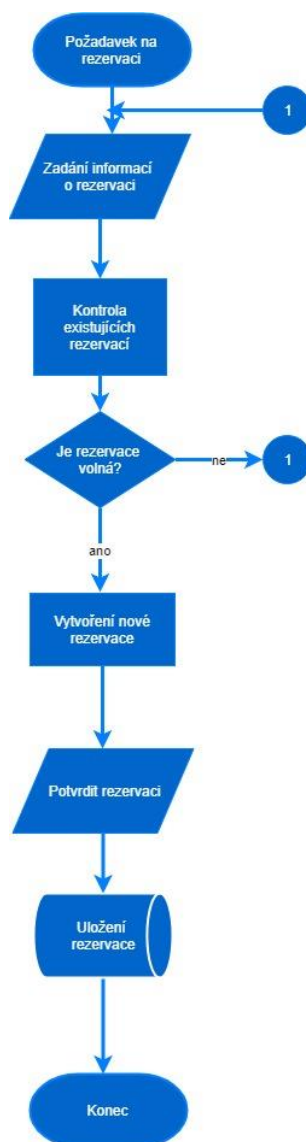 Požadavek na
rezervaci
1
Zadání informací
o rezervaci
Kontrola
existujících
rezervací
Je rezervace
volná?
ne
1
ano
Vytvoření nové
rezervace
Potvrdit rezervaci
Uložení
rezervace
Konec